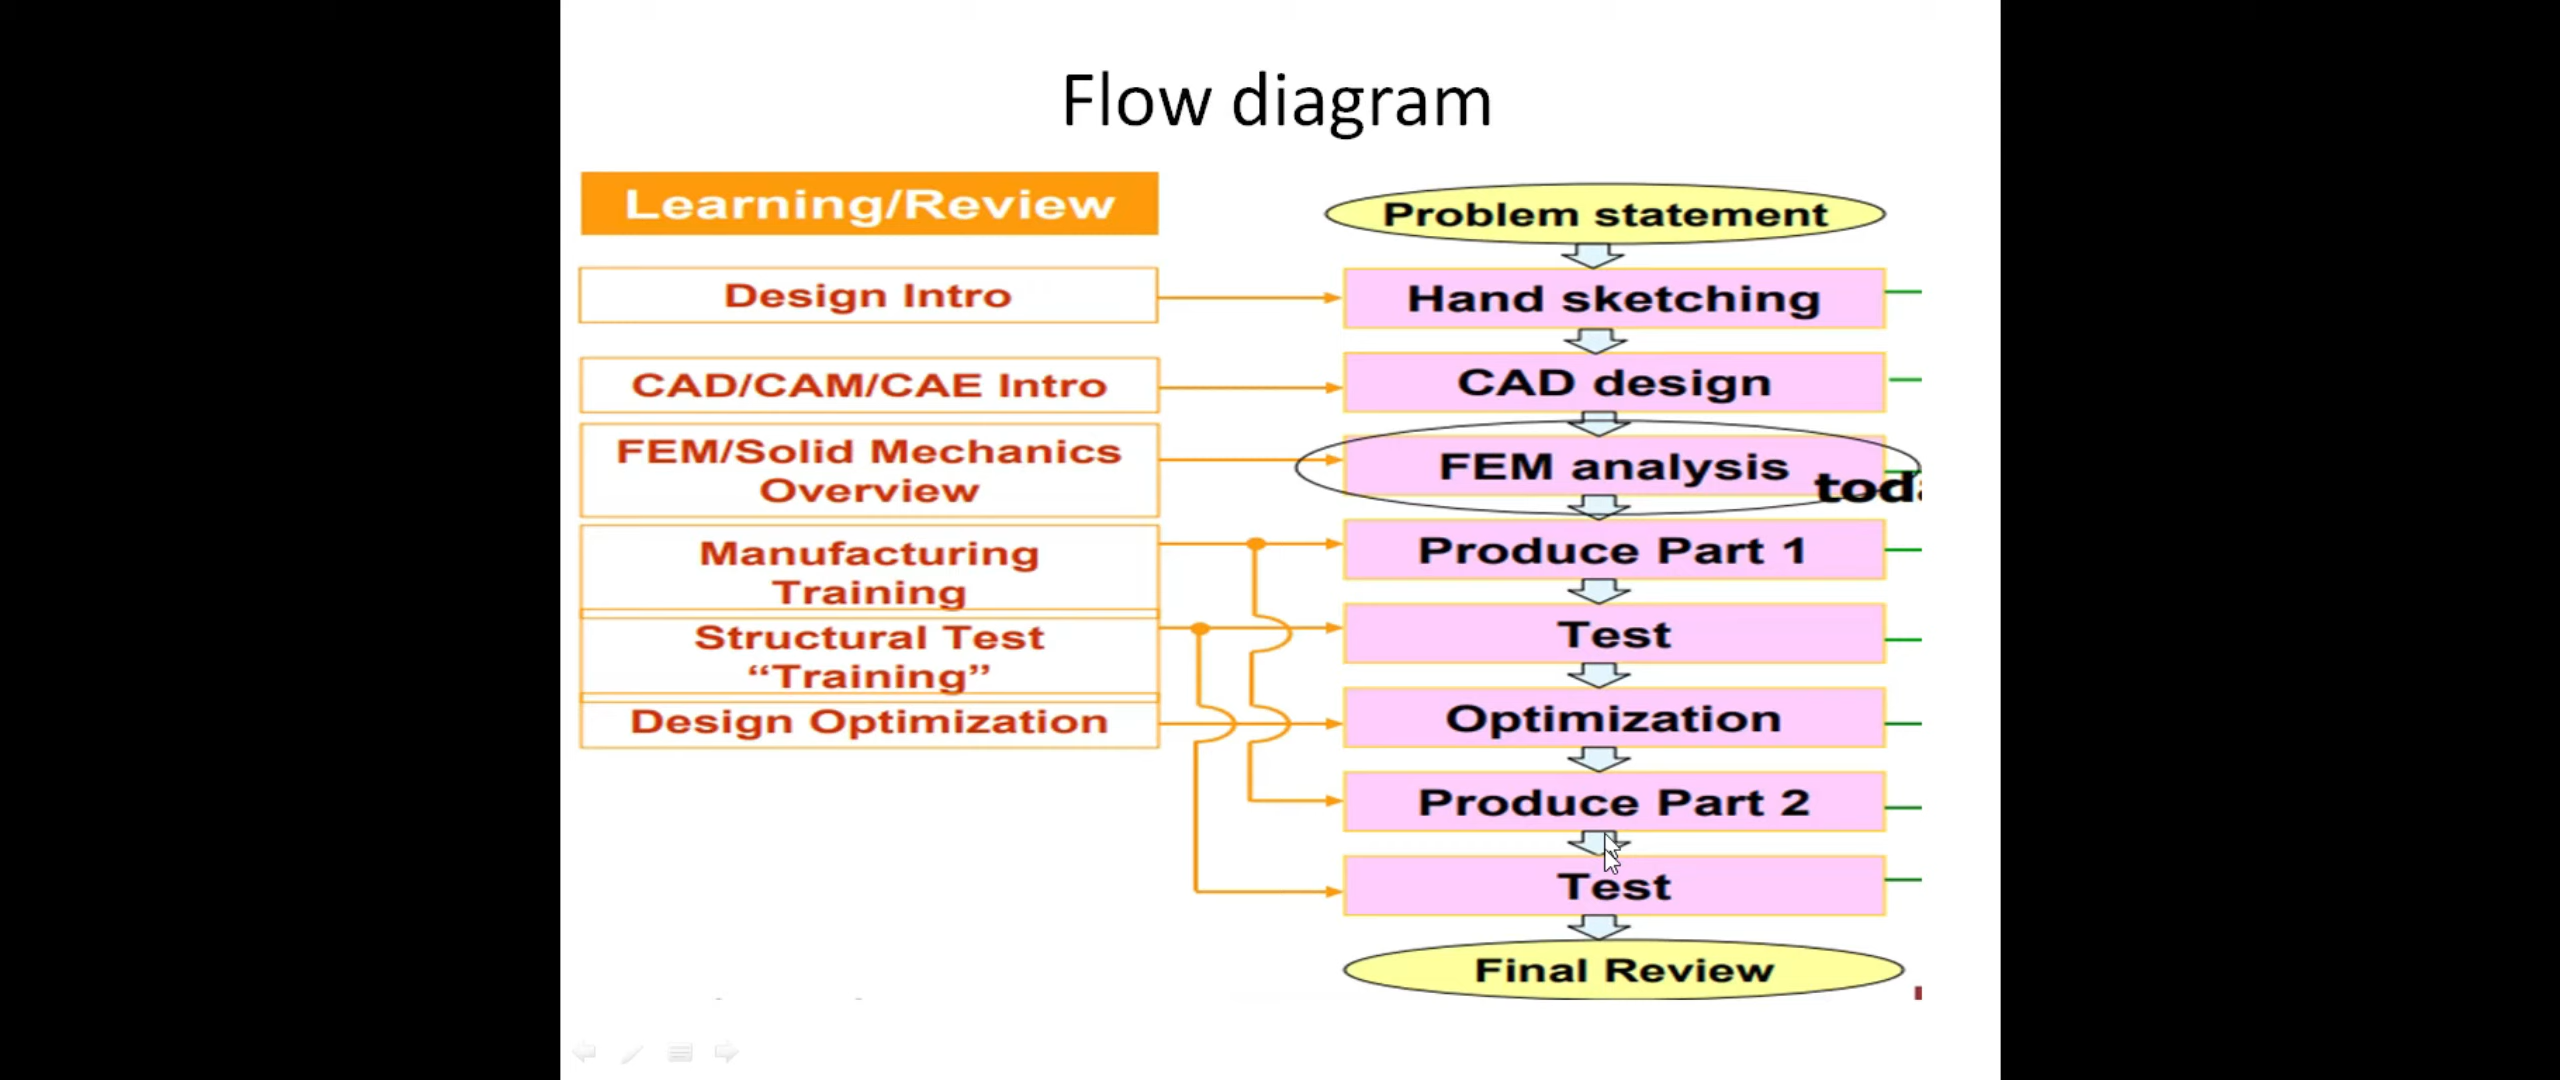 Flow diagram
Learning/Review
Design Intro
CAD/CAM/CAE Intro
FEM/Solid Mechanics
Overview
Manufacturing
Training
Structural Test
“Training”
Design Optimization
Problem statement
Hand sketching
CAD design
FEM analysis
Produce Part 1
Test
Optimization
Produce Part 2
Test
Final Review